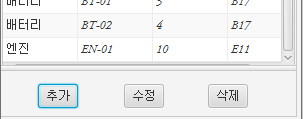 배터리 BT-01 5 B17
배터리 BT-02 4 B17
엔진 EN-01 10 E11
추가 수정 삭제